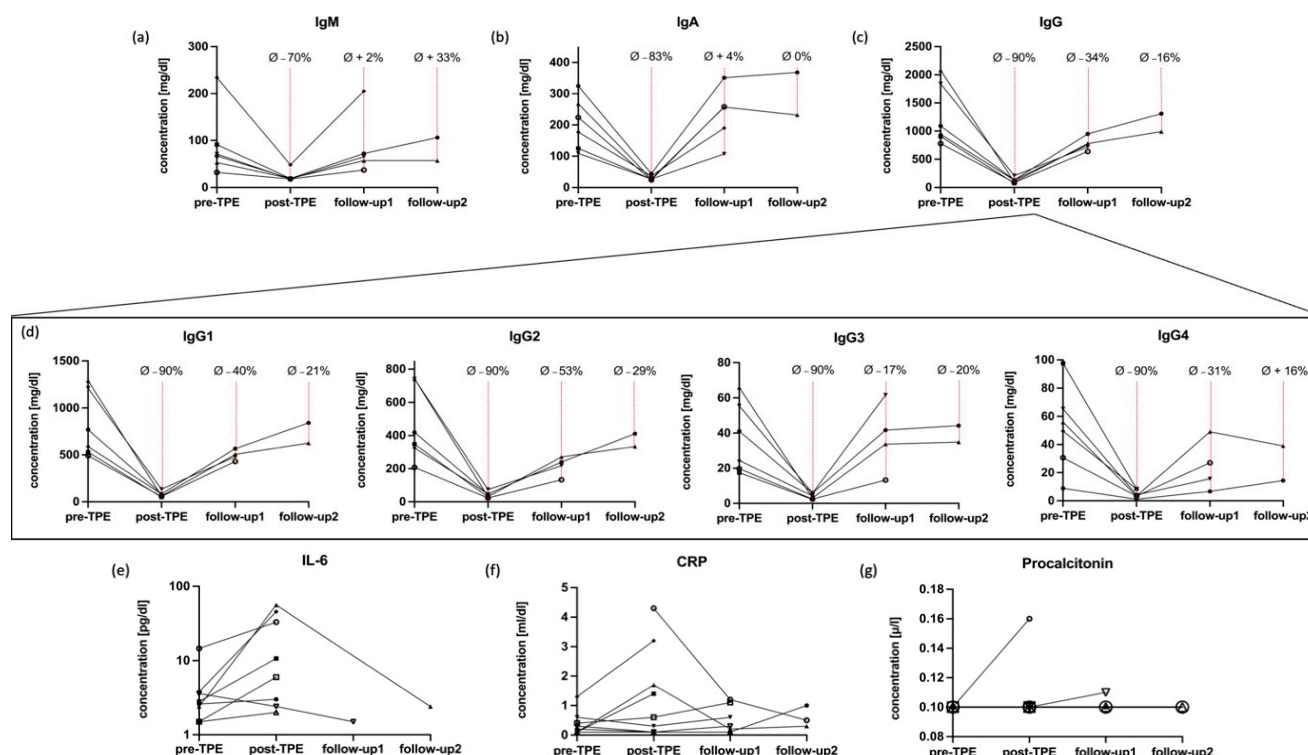 IgM
IgA
IgG
(a)
(b)
(c)
Ø –70%
Ø + 2%
Ø + 33%
Ø –83%
Ø + 4%
Ø 0%
Ø –90%
Ø –34%
Ø –16%
concentration [mg/dl]
300
200
100
0
pre-TPE
post-TPE
follow-up1
follow-up2
concentration [mg/dl]
400
300
200
100
0
pre-TPE
post-TPE
follow-up1
follow-up2
concentration [mg/dl]
2500
2000
1500
1000
500
0
pre-TPE
post-TPE
follow-up1
follow-up2
(d)
IgG1
IgG2
IgG3
IgG4
Ø –90%
Ø –40%
Ø –21%
Ø –90%
Ø –53%
Ø –29%
Ø –90%
Ø –17%
Ø –20%
Ø –90%
Ø –31%
Ø + 16%
concentration [mg/dl]
1500
1000
500
0
pre-TPE
post-TPE
follow-up1
follow-up2
concentration [mg/dl]
800
600
400
200
0
pre-TPE
post-TPE
follow-up1
follow-up2
concentration [mg/dl]
80
60
40
20
0
pre-TPE
post-TPE
follow-up1
follow-up2
concentration [mg/dl]
100
80
60
40
20
0
pre-TPE
post-TPE
follow-up1
follow-up2
(e)
IL-6
(f)
CRP
(g)
Procalcitonin
concentration [pg/dl]
100
10
1
pre-TPE
post-TPE
follow-up1
follow-up2
concentration [ml/dl]
5
4
3
2
1
0
pre-TPE
post-TPE
follow-up1
follow-up2
concentration [µ/l]
0.18
0.16
0.14
0.12
0.10
0.08
pre-TPE
post-TPE
follow-up1
follow-up2